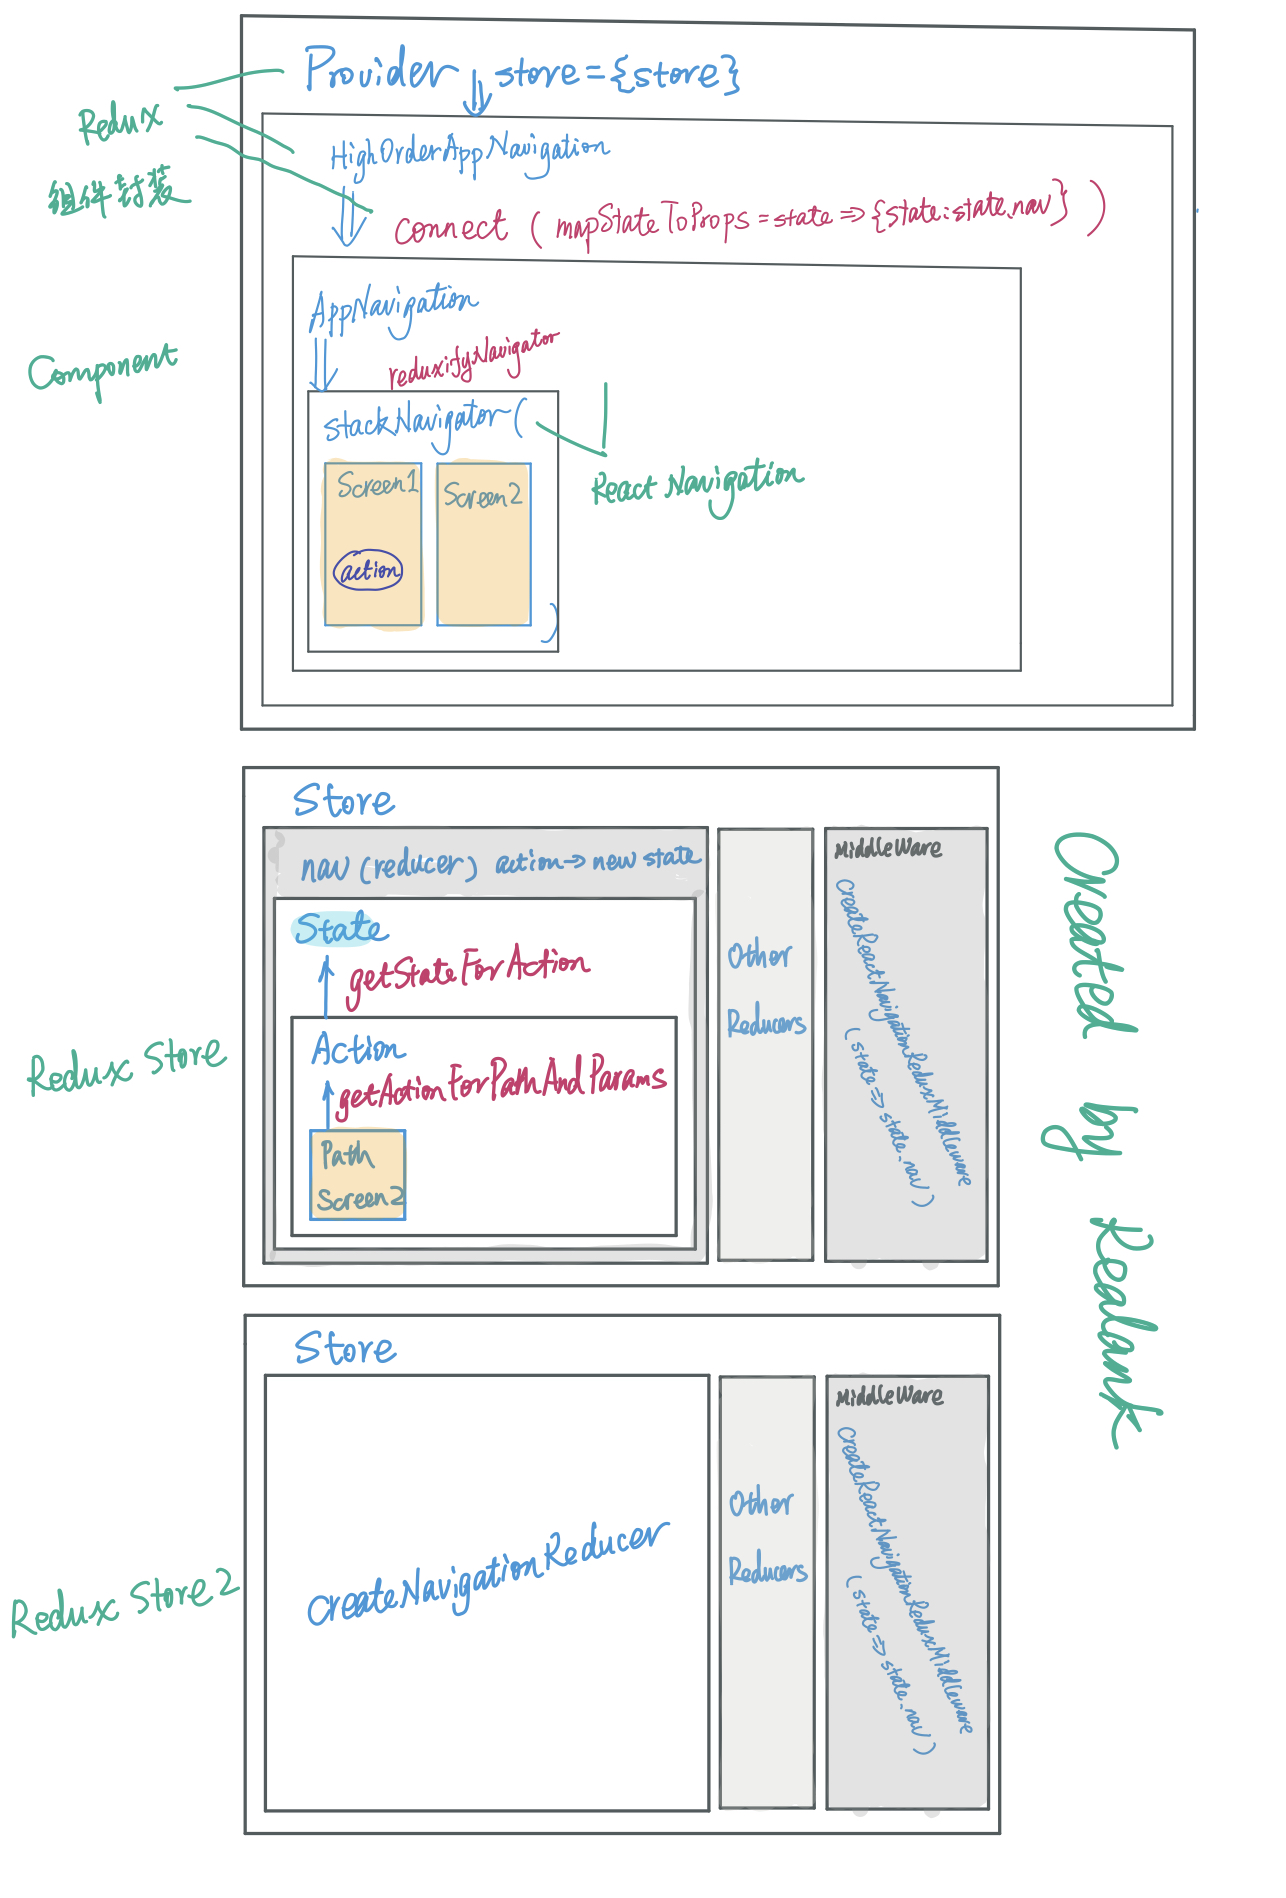 Provider store={store}
Redux
组件封装
HighOrderAppNavigation
Connect ( mapStateToProps = state => {state:state.nav} )
Component
AppNavigation
reduxifyNavigator
stackNavigator (
React Navigation
Screen1
Screen2
action
)
Store
nav (reducer) action => new state
State
getStateForAction
Action
getActionForPathAndParams
Path
Screen2
Redux Store
Other
Reducers
MiddleWare
CreateReactNavigationReduxMiddleware
( state => state.nav )
Created by Realank
Store
CreateNavigationReducer
Redux Store 2
Other
Reducers
MiddleWare
CreateReactNavigationReduxMiddleware
( state => state.nav )